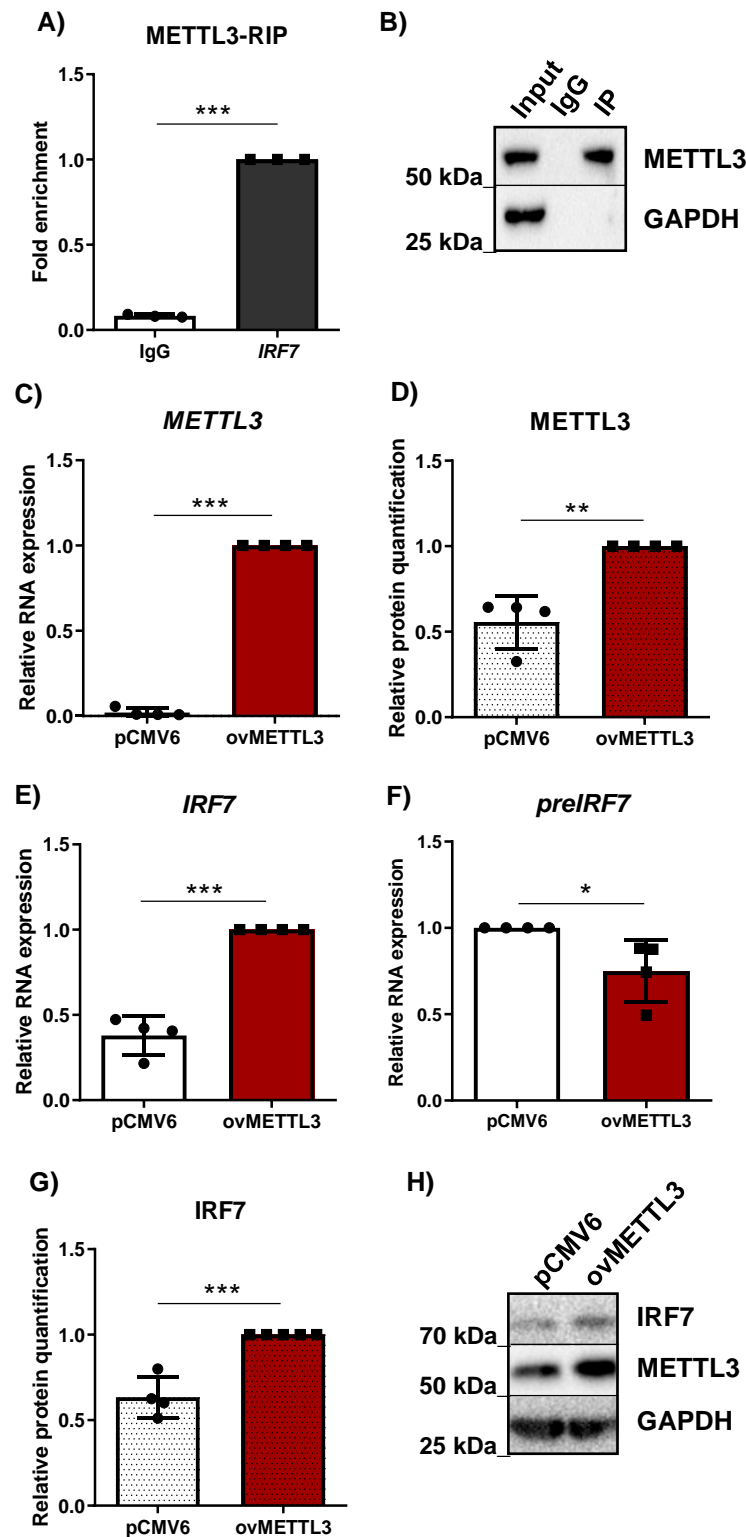 A)
METTL3-RIP
Fold enrichment
1.5
1.0
0.5
0.0
***
IgG
IRF7
B)
Input
IgG
IP
METTL3
50 kDa_
GAPDH
25 kDa_
C)
METTL3
Relative RNA expression
1.5
1.0
0.5
0.0
***
pCMV6
ovMETTL3
D)
METTL3
Relative protein quantification
1.5
1.0
0.5
0.0
**
pCMV6
ovMETTL3
E)
IRF7
Relative RNA expression
1.5
1.0
0.5
0.0
***
pCMV6
ovMETTL3
F)
preIRF7
Relative RNA expression
1.5
1.0
0.5
0.0
*
pCMV6
ovMETTL3
G)
IRF7
Relative protein quantification
1.5
1.0
0.5
0.0
***
pCMV6
ovMETTL3
H)
pCMV6
ovMETTL3
IRF7
70 kDa_
METTL3
50 kDa_
GAPDH
25 kDa_